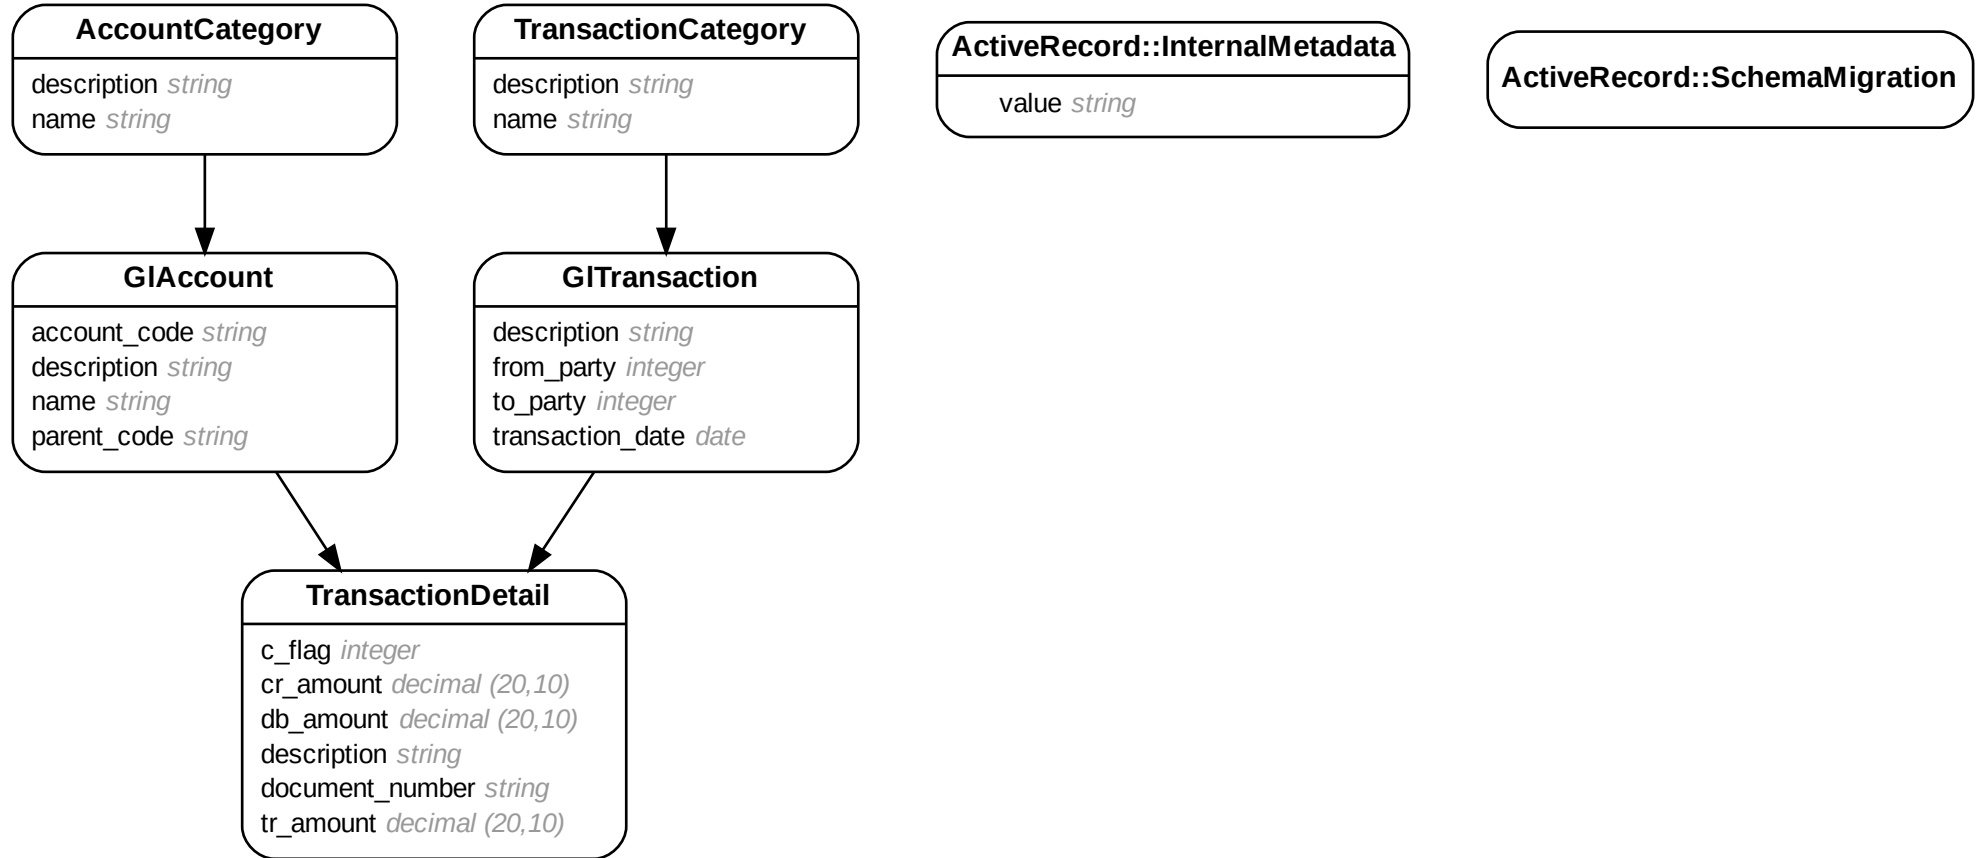 AccountCategory
description string
name string
TransactionCategory
description string
name string
ActiveRecord::InternalMetadata
value string
ActiveRecord::SchemaMigration
GlAccount
account_code string
description string
name string
parent_code string
GlTransaction
description string
from_party integer
to_party integer
transaction_date date
TransactionDetail
c_flag integer
cr_amount decimal (20,10)
db_amount decimal (20,10)
description string
document_number string
tr_amount decimal (20,10)